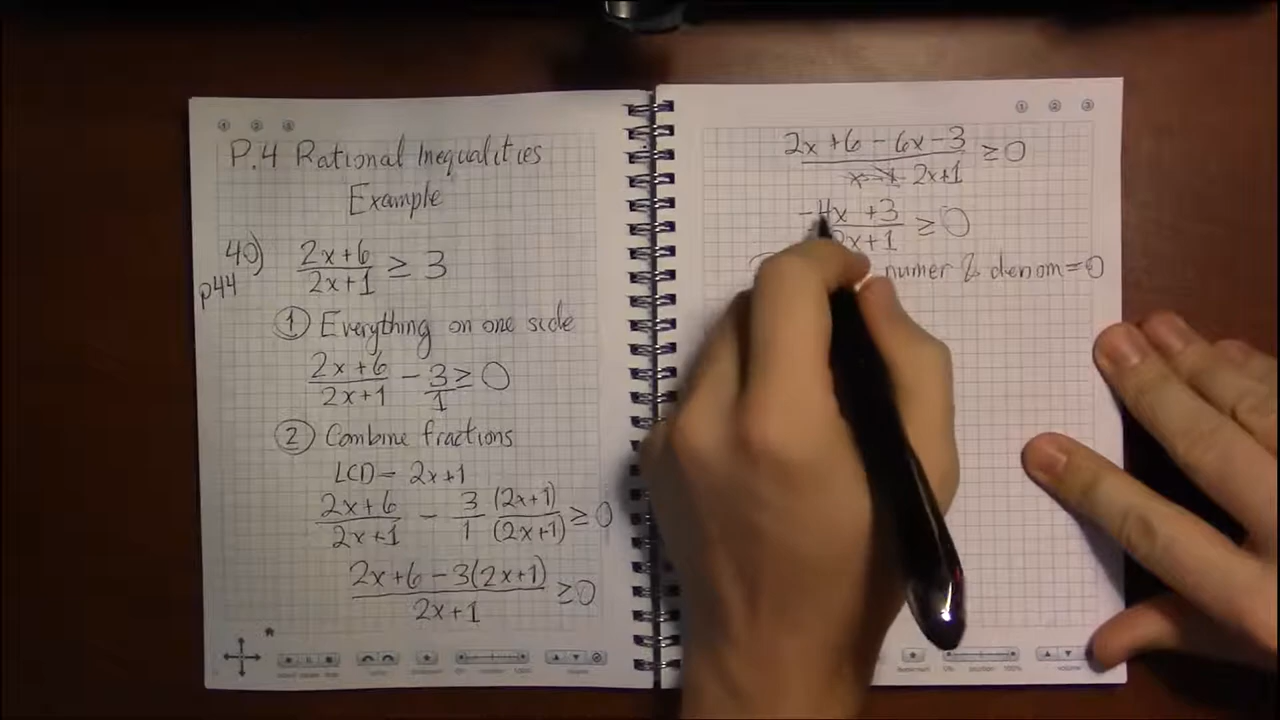 P.4 Rational Inequalities
Example
40) (2x+6)/(2x+1) ≥ 3
p44
① Everything on one side
(2x+6)/(2x+1) - 3/1 ≥ 0
② Combine fractions
LCD - 2x+1
(2x+6)/(2x+1) - 3/1 (2x+1)/(2x+1) ≥ 0
(2x+6-3(2x+1))/(2x+1) ≥ 0
(2x+6-6x-3)/(2x+1) ≥ 0
(-4x+3)/(2x+1) ≥ 0
numer & denom = 0